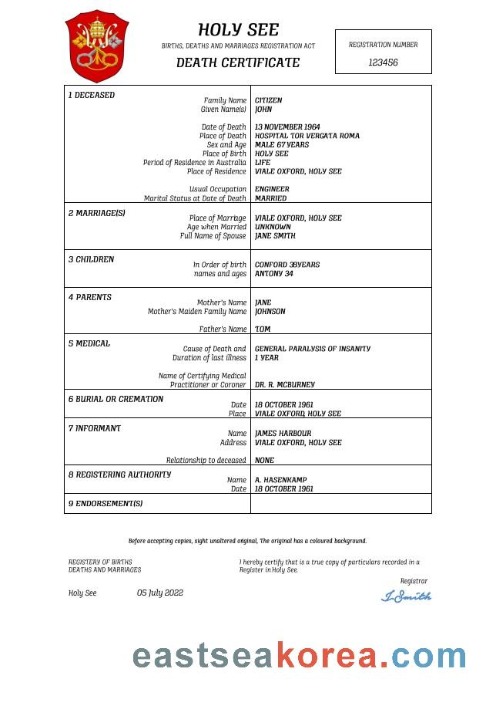 HOLY SEE
BIRTHS, DEATHS AND MARRIAGES REGISTRATION ACT
DEATH CERTIFICATE
REGISTRATION NUMBER
123456
1 DECEASED
Family Name CITIZEN
Given Name(s) JOHN
Date of Death 13 NOVEMBER 1964
Place of Death HOSPITAL TOR VERGATA ROMA
Sex and Age MALE 67 YEARS
Place of Birth HOLY SEE
Period of Residence in Australia LIFE
Place of Residence VIALE OXFORD, HOLY SEE
Usual Occupation ENGINEER
Marital Status at Date of Death MARRIED
2 MARRIAGE(S)
Place of Marriage VIALE OXFORD, HOLY SEE
Age when Married UNKNOWN
Full Name of Spouse JANE SMITH
3 CHILDREN
In Order of birth CONFORD 38YEARS
names and ages ANTONY 34
4 PARENTS
Mother's Name JANE
Mother's Maiden Family Name JOHNSON
Father's Name TOM
5 MEDICAL
Cause of Death and GENERAL PARALYSIS OF INSANITY
Duration of last illness 1 YEAR
Name of Certifying Medical
Practitioner or Coroner DR. R. MCBURNEY
6 BURIAL OR CREMATION
Date 18 OCTOBER 1961
Place VIALE OXFORD, HOLY SEE
7 INFORMANT
Name JAMES HARBOUR
Address VIALE OXFORD, HOLY SEE
Relationship to deceased NONE
8 REGISTERING AUTHORITY
Name A. HASENKAMP
Date 18 OCTOBER 1961
9 ENDORSEMENT(S)
Before accepting copies, sight unaltered original, The original has a coloured background.
REGISTERY OF BIRTHS
DEATHS AND MARRIAGES
I hereby certify that is a true copy of particulars recorded in a
Register in Holy See.
Registrar
Holy See 05 July 2022
J.Smith
eastseakorea.com